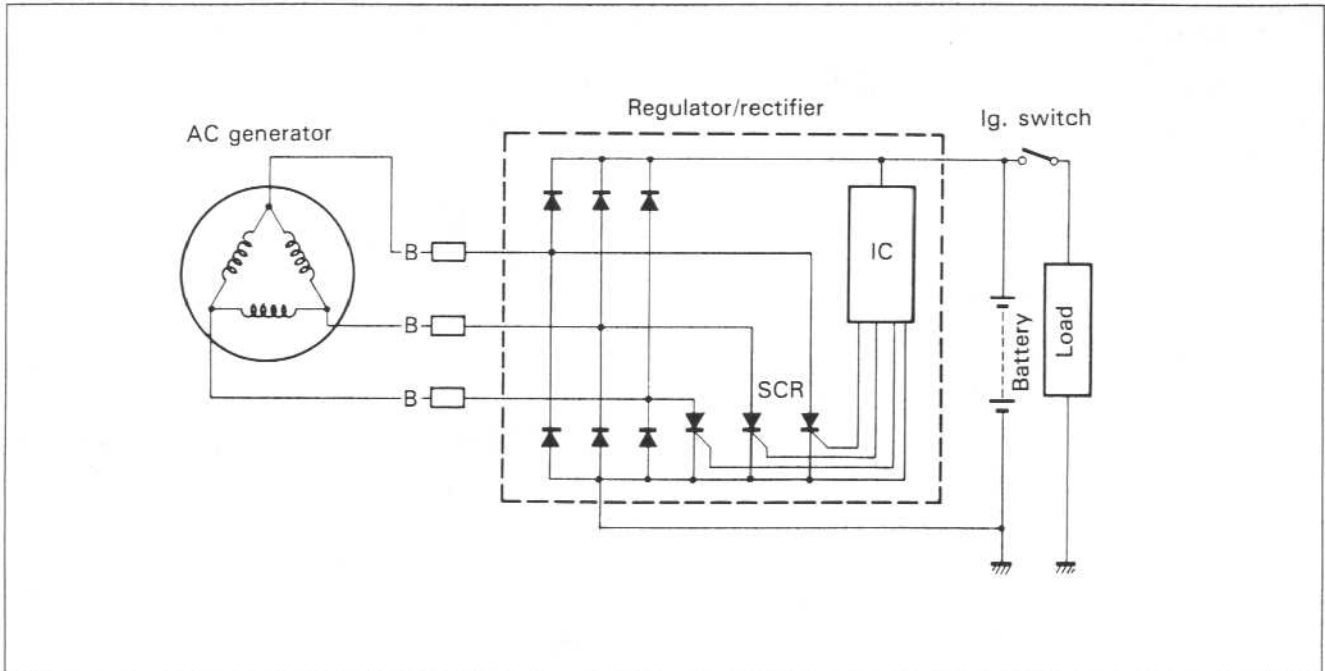 Regulator/rectifier
Ig. switch
AC generator
B
IC
B
Battery
Load
SCR
B